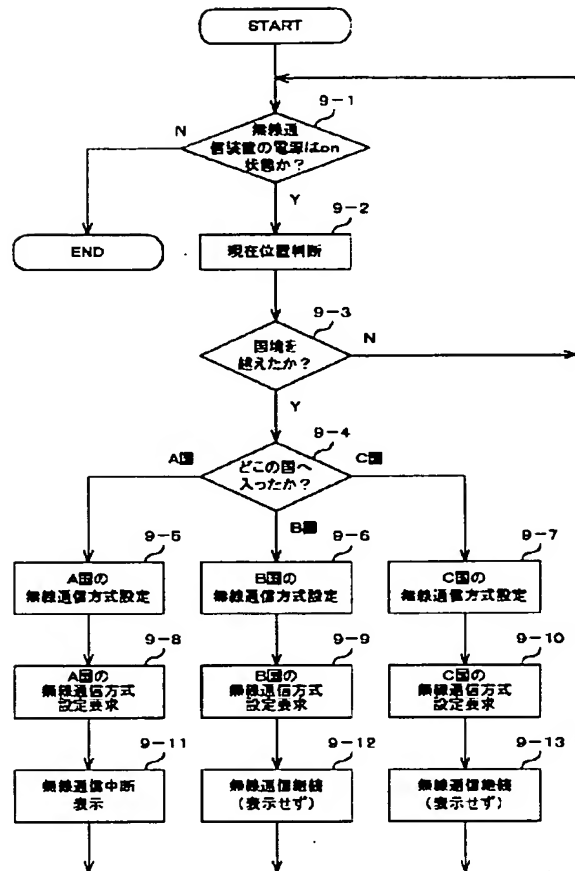 START
9-1
無線通
信装置の電源はon
状態か？
N
Y
END
9-2
現在位置判断
9-3
国境を
越えたか？
N
Y
9-4
どこの国へ
入ったか？
A国
B国
C国
9-5
A国の
無線通信方式設定
9-6
B国の
無線通信方式設定
9-7
C国の
無線通信方式設定
9-8
A国の
無線通信方式
設定要求
9-9
B国の
無線通信方式
設定要求
9-10
C国の
無線通信方式
設定要求
9-11
無線通信中断
表示
9-12
無線通信継続
(表示せず)
9-13
無線通信継続
(表示せず)